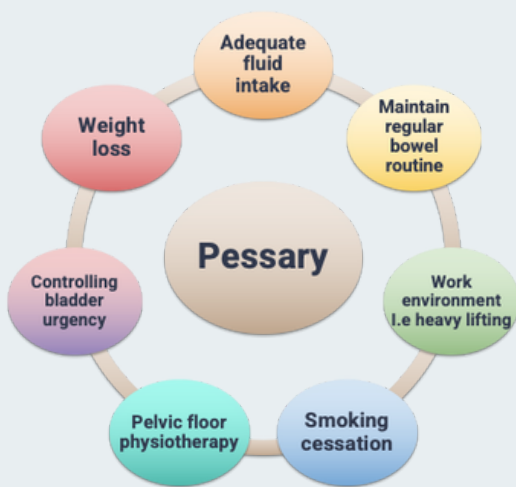 Adequate
fluid
intake
Maintain
regular
bowel
routine
Work
environment
I.e heavy lifting
Smoking
cessation
Pelvic floor
physiotherapy
Controlling
bladder
urgency
Weight
loss
Pessary